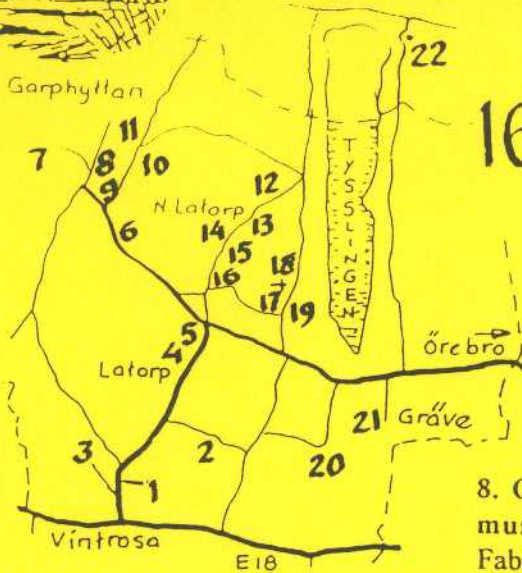 22
Garphyttan
11
7
8
10
16
9
TYSSLINGEN
12
N. Latorp
6
14
13
15
18
16
17
19
5
Örebro
4
Latorp
21
Gräve
3
2
20
1
8.
mus
Vintrosa
Fab
E18